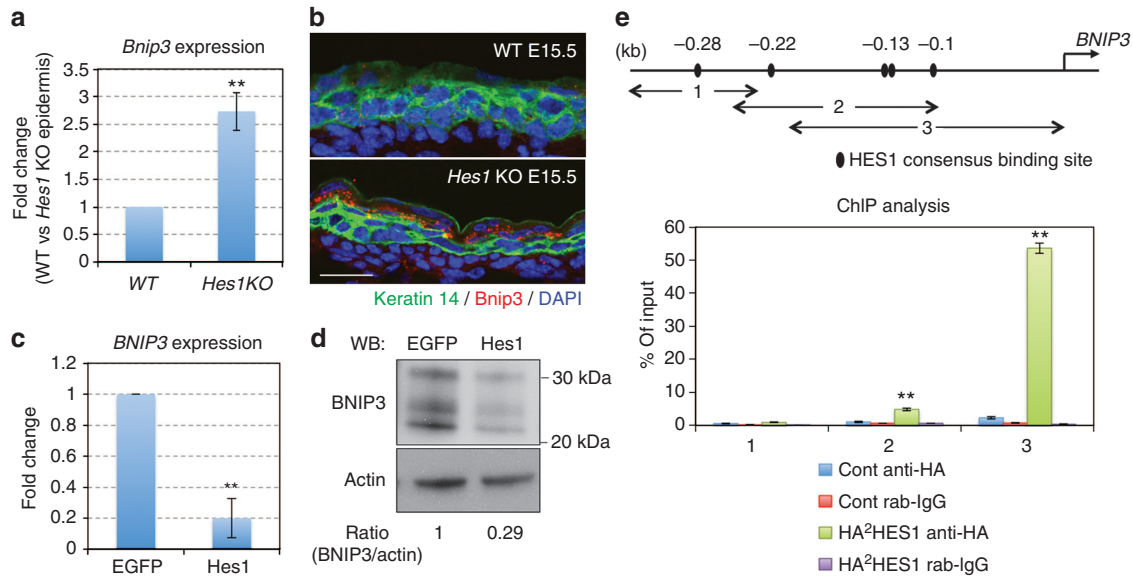 a
Bnip3 expression
Fold change
(WT vs Hes1 KO epidermis)
3.5
3
2.5
2
1.5
1
0.5
0
**
WT
Hes1KO
b
WT E15.5
Hes1 KO E15.5
Keratin 14 / Bnip3 / DAPI
c
BNIP3 expression
Fold change
1.2
1
0.8
0.6
0.4
0.2
0
**
EGFP
Hes1
d
WB: EGFP Hes1
BNIP3
30 kDa
20 kDa
Actin
Ratio 1 0.29
(BNIP3/actin)
e
(kb) –0.28 –0.22 –0.13 –0.1 BNIP3
1
2
3
HES1 consensus binding site
ChIP analysis
% Of input
60
50
40
30
20
10
0
**
**
1 2 3
Cont anti-HA
Cont rab-IgG
HA²HES1 anti-HA
HA²HES1 rab-IgG